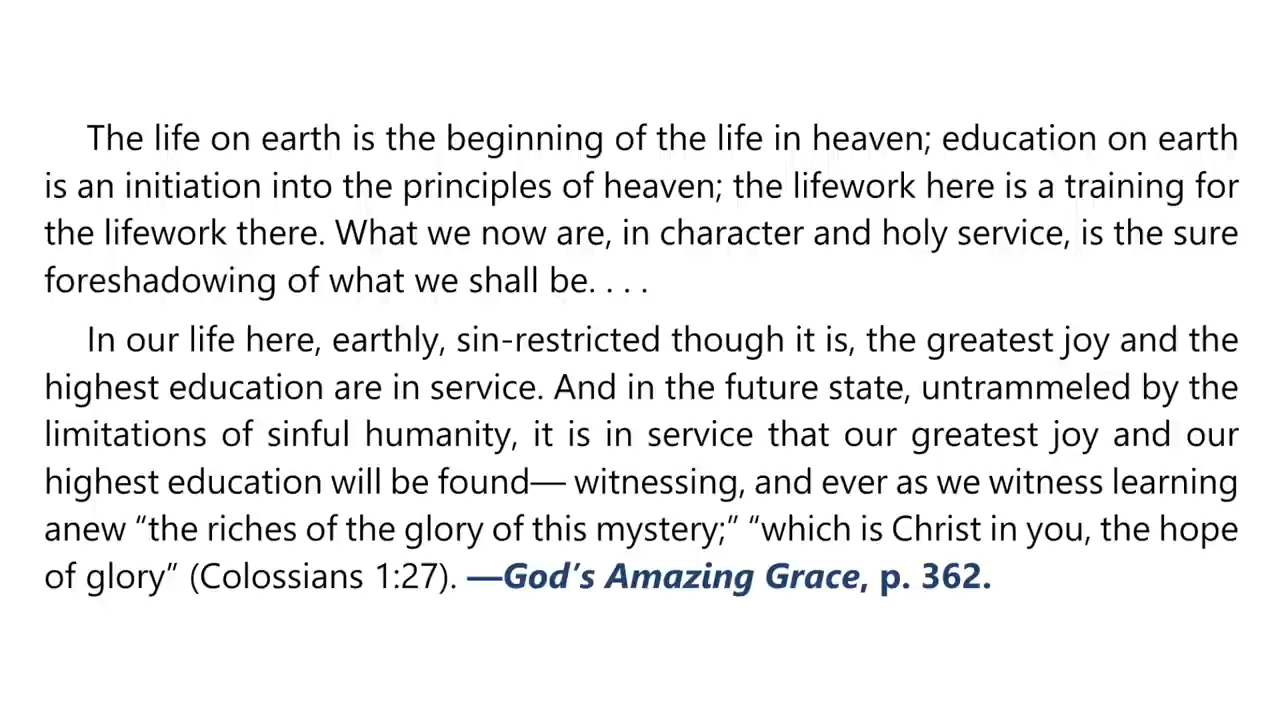 The life on earth is the beginning of the life in heaven; education on earth
is an initiation into the principles of heaven; the lifework here is a training for
the lifework there. What we now are, in character and holy service, is the sure
foreshadowing of what we shall be. . . .
In our life here, earthly, sin-restricted though it is, the greatest joy and the
highest education are in service. And in the future state, untrammeled by the
limitations of sinful humanity, it is in service that our greatest joy and our
highest education will be found— witnessing, and ever as we witness learning
anew “the riches of the glory of this mystery;” “which is Christ in you, the hope
of glory” (Colossians 1:27). —God’s Amazing Grace, p. 362.